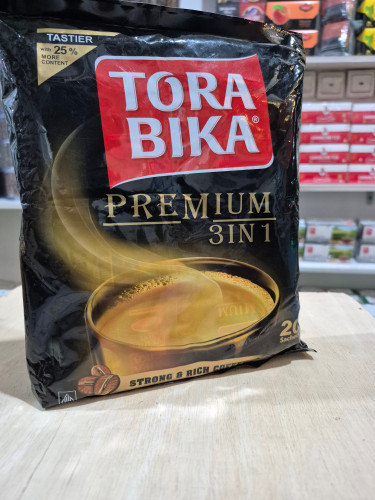 TASTIER
with 25%
MORE
CONTENT
TORA
BIKA®
PREMIUM
3IN1
20
STRONG & RICH